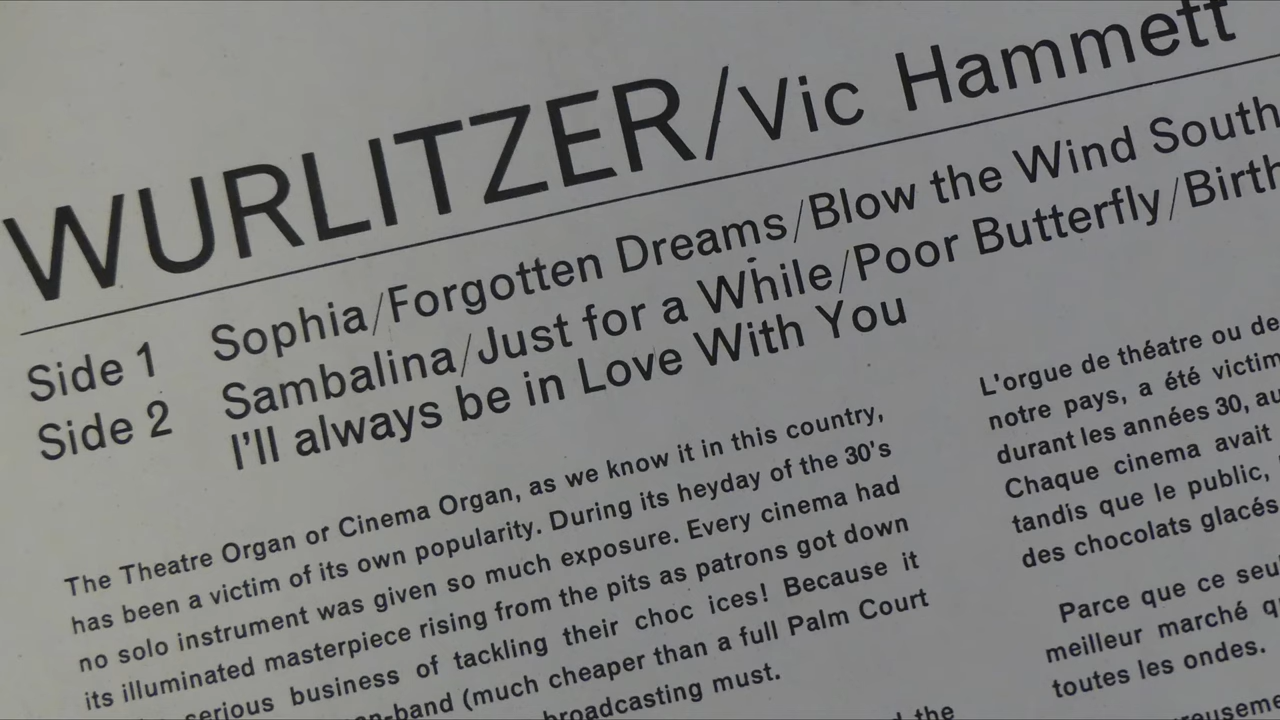 WURLITZER/Vic Hammett
Side 1 Sophia/Forgotten Dreams/Blow the Wind South
Side 2 Sambalina/Just for a While/Poor Butterfly/Birth
I'll always be in Love With You
The Theatre Organ or Cinema Organ, as we know it in this country,
has been a victim of its own popularity. During its heyday of the 30's
no solo instrument was given so much exposure. Every cinema had
its illuminated masterpiece rising from the pits as patrons got down
serious business of tackling their choc ices! Because it
-band (much cheaper than a full Palm Court
broadcasting must.
the
L'orgue de théatre ou de
notre pays, a été victim
durant les années 30, au
Chaque cinema avait
tandis que le public,
des chocolats glacés
Parce que ce seu
meilleur marché q
toutes les ondes.